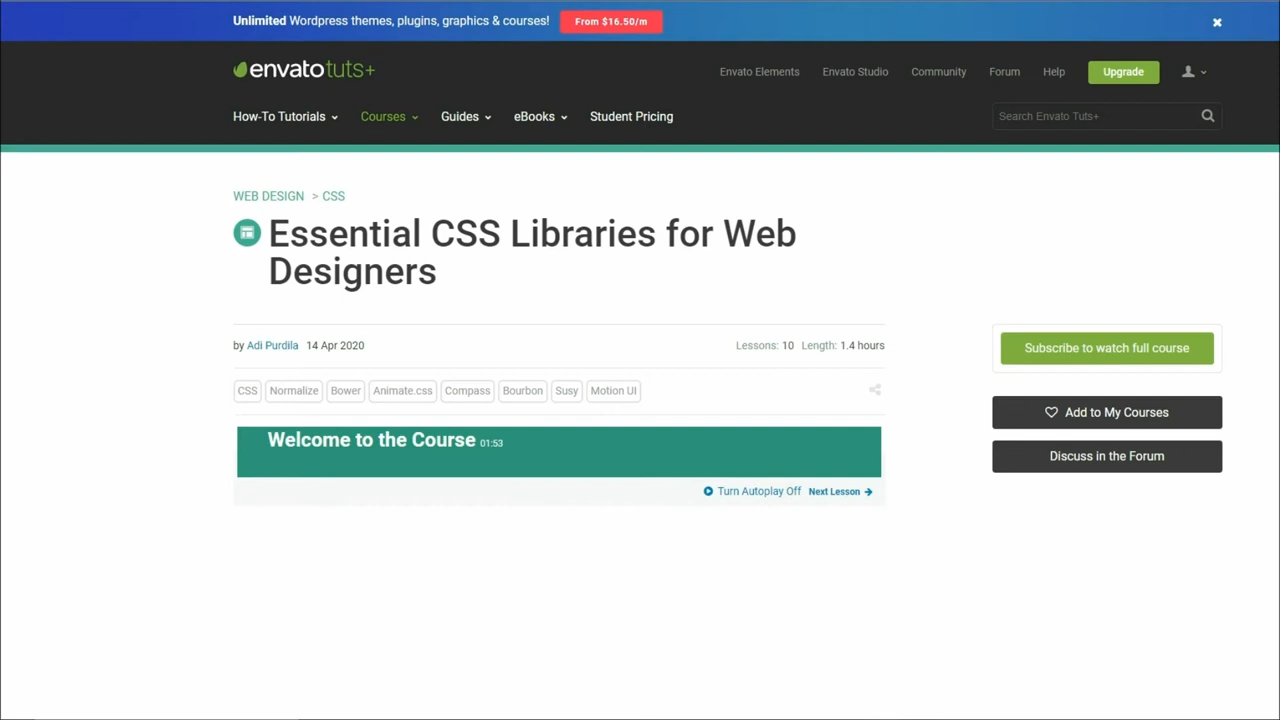 Unlimited Wordpress themes, plugins, graphics & courses! From $16.50/m
envatotuts+
Envato Elements Envato Studio Community Forum Help Upgrade
How-To Tutorials Courses Guides eBooks Student Pricing Search Envato Tuts+
WEB DESIGN > CSS
Essential CSS Libraries for Web
Designers
by Adi Purdila 14 Apr 2020 Lessons: 10 Length: 1.4 hours
Subscribe to watch full course
CSS Normalize Bower Animate.css Compass Bourbon Susy Motion UI
Add to My Courses
Welcome to the Course 01:53
Discuss in the Forum
Turn Autoplay Off Next Lesson